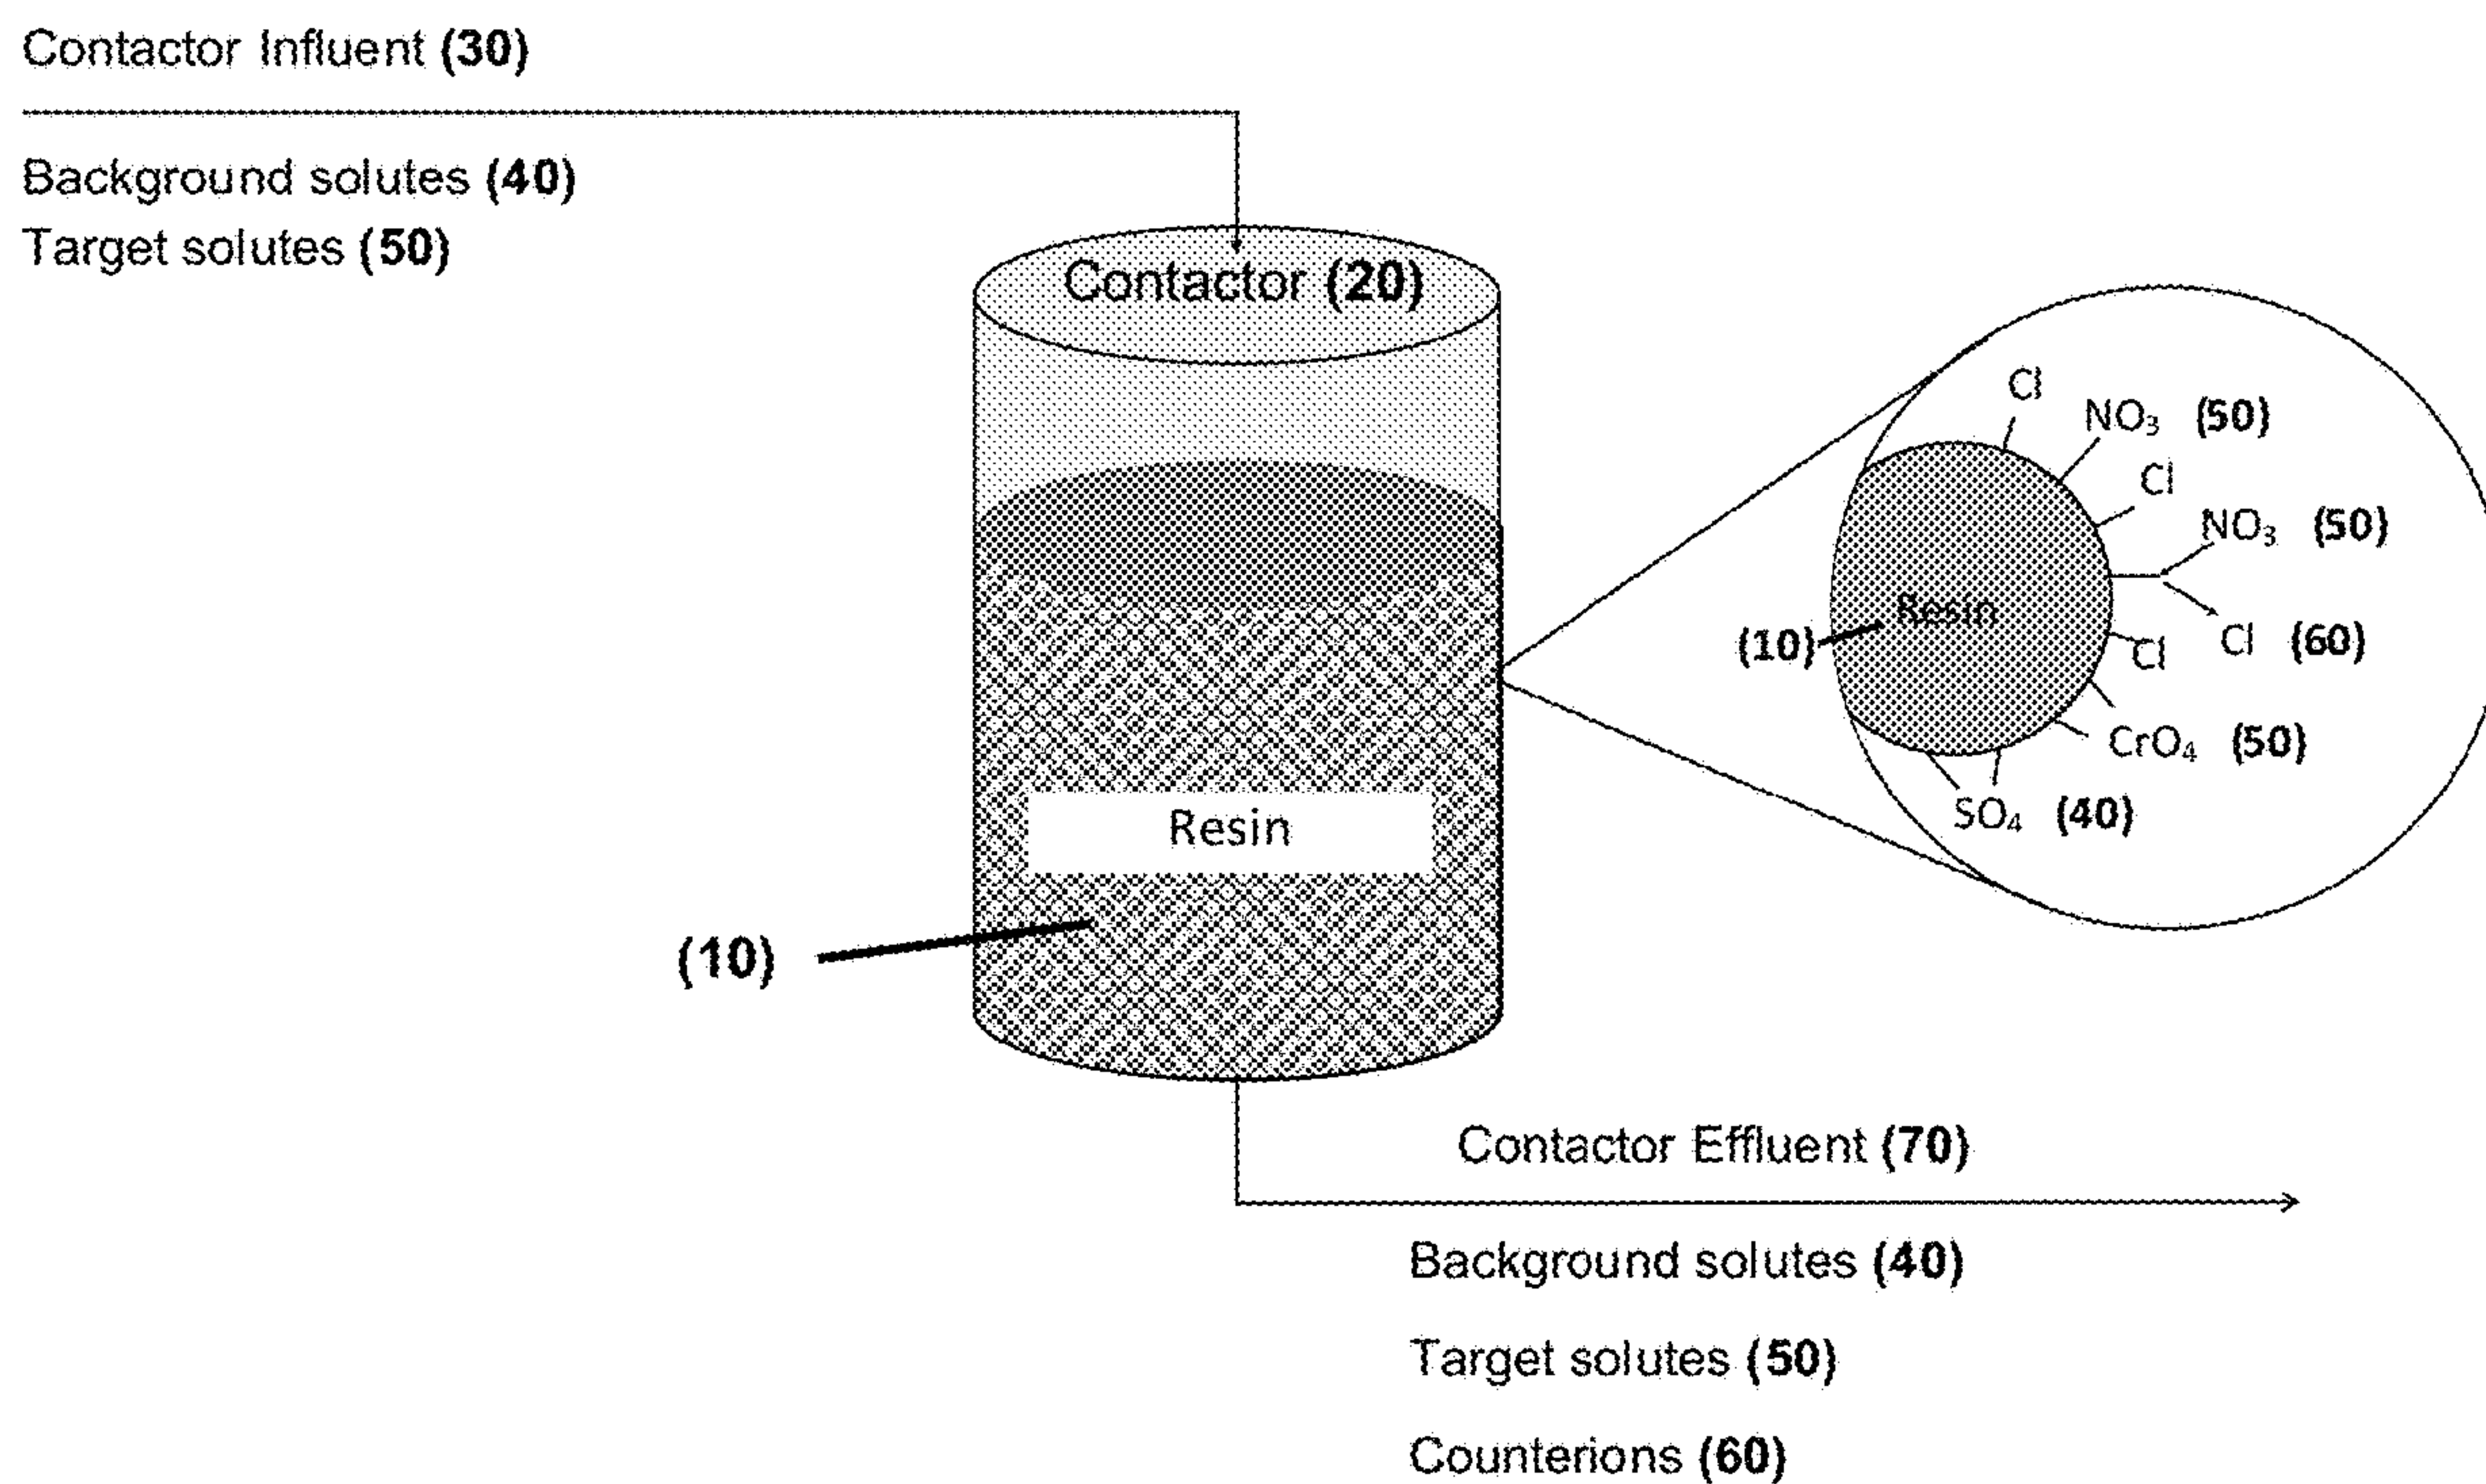 Contactor Influent (30)
Background solutes (40)
Target solutes (50)
Contactor (20)
Resin
(10)
Cl
NO₃ (50)
Cl
NO₃ (50)
Resin
(10)
Cl (60)
Cl
CrO₄ (50)
SO₄ (40)
Contactor Effluent (70)
Background solutes (40)
Target solutes (50)
Counterions (60)